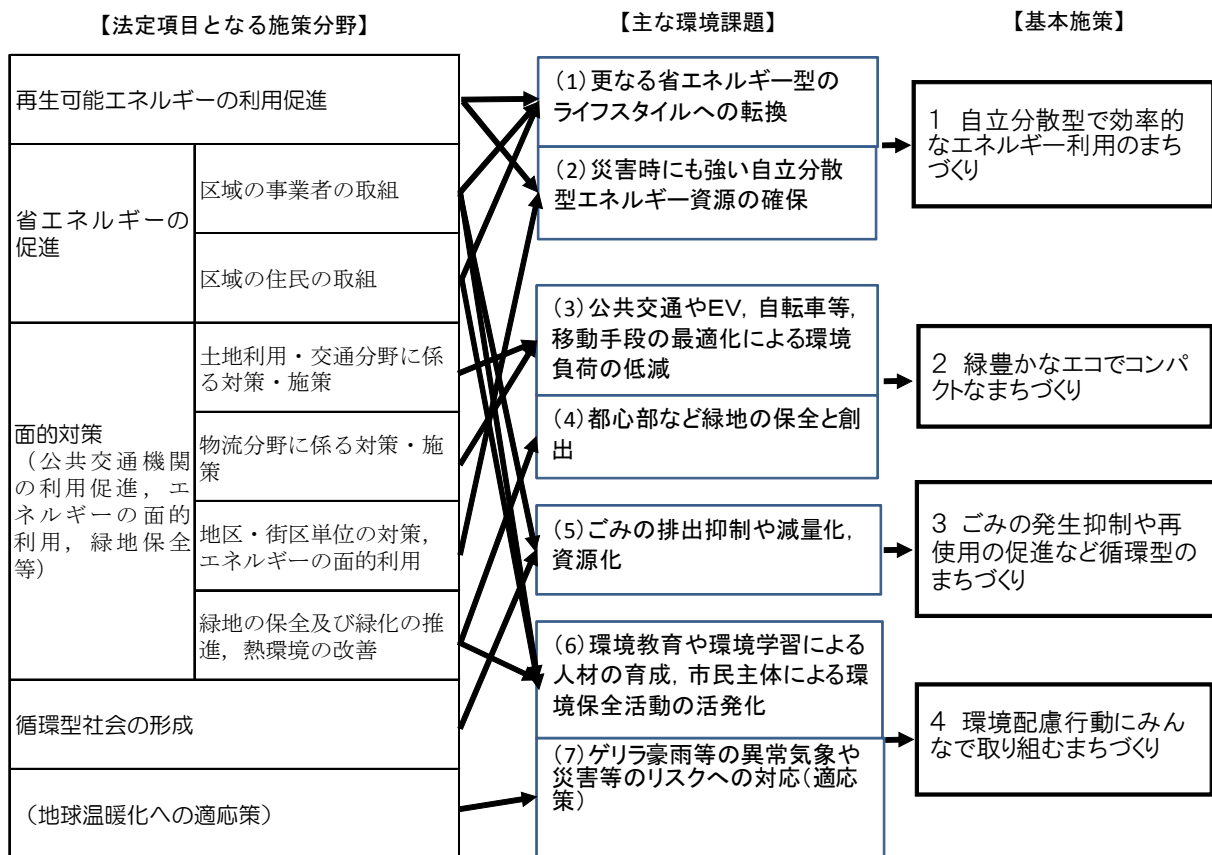 【法定項目となる施策分野】
【主な環境課題】
【基本施策】
再生可能エネルギーの利用促進
省エネルギーの
促進
区域の事業者の取組
区域の住民の取組
面的対策
（公共交通機関
の利用促進，エ
ネルギーの面的
利用，緑地保全
等）
土地利用・交通分野に係
る対策・施策
物流分野に係る対策・施
策
地区・街区単位の対策，
エネルギーの面的利用
緑地の保全及び緑化の推
進，熱環境の改善
循環型社会の形成
（地球温暖化への適応策）
（1）更なる省エネルギー型の
ライフスタイルへの転換
（2）災害時にも強い自立分散
型エネルギー資源の確保
（3）公共交通やEV，自転車等，
移動手段の最適化による環境
負荷の低減
（4）都心部など緑地の保全と創
出
（5）ごみの排出抑制や減量化，
資源化
（6）環境教育や環境学習による
人材の育成，市民主体による環
境保全活動の活発化
（7）ゲリラ豪雨等の異常気象や
災害等のリスクへの対応（適応
策）
1 自立分散型で効率的
なエネルギー利用のまち
づくり
2 緑豊かなエコでコンパ
クトなまちづくり
3 ごみの発生抑制や再
使用の促進など循環型の
まちづくり
4 環境配慮行動にみん
なで取り組むまちづくり